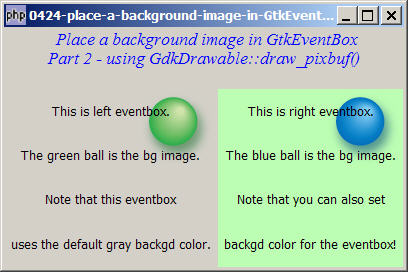 php 0424-place-a-background-image-in-GtkEvent...
Place a background image in GtkEventBox
Part 2 - using GdkDrawable::draw_pixbuf()
This is left eventbox.
The green ball is the bg image.
Note that this eventbox
uses the default gray backgd color.
This is right eventbox.
The blue ball is the bg image.
Note that you can also set
backgd color for the eventbox!